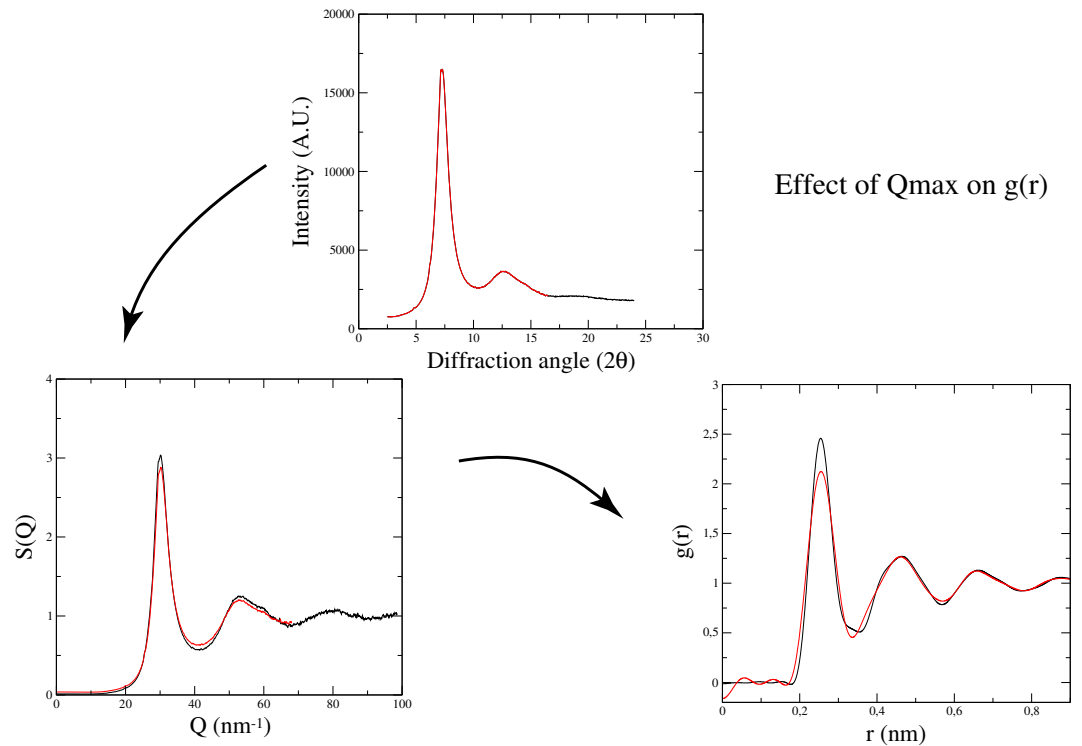 20000
15000
10000
5000
0
Intensity (A.U.)
0 5 10 15 20 25 30
Diffraction angle (2θ)
Effect of Qmax on g(r)
4
3
2
1
0
S(Q)
0 20 40 60 80 100
Q (nm-1)
2,5
2
1,5
1
0,5
0
g(r)
0 0,2 0,4 0,6 0,8
r (nm)